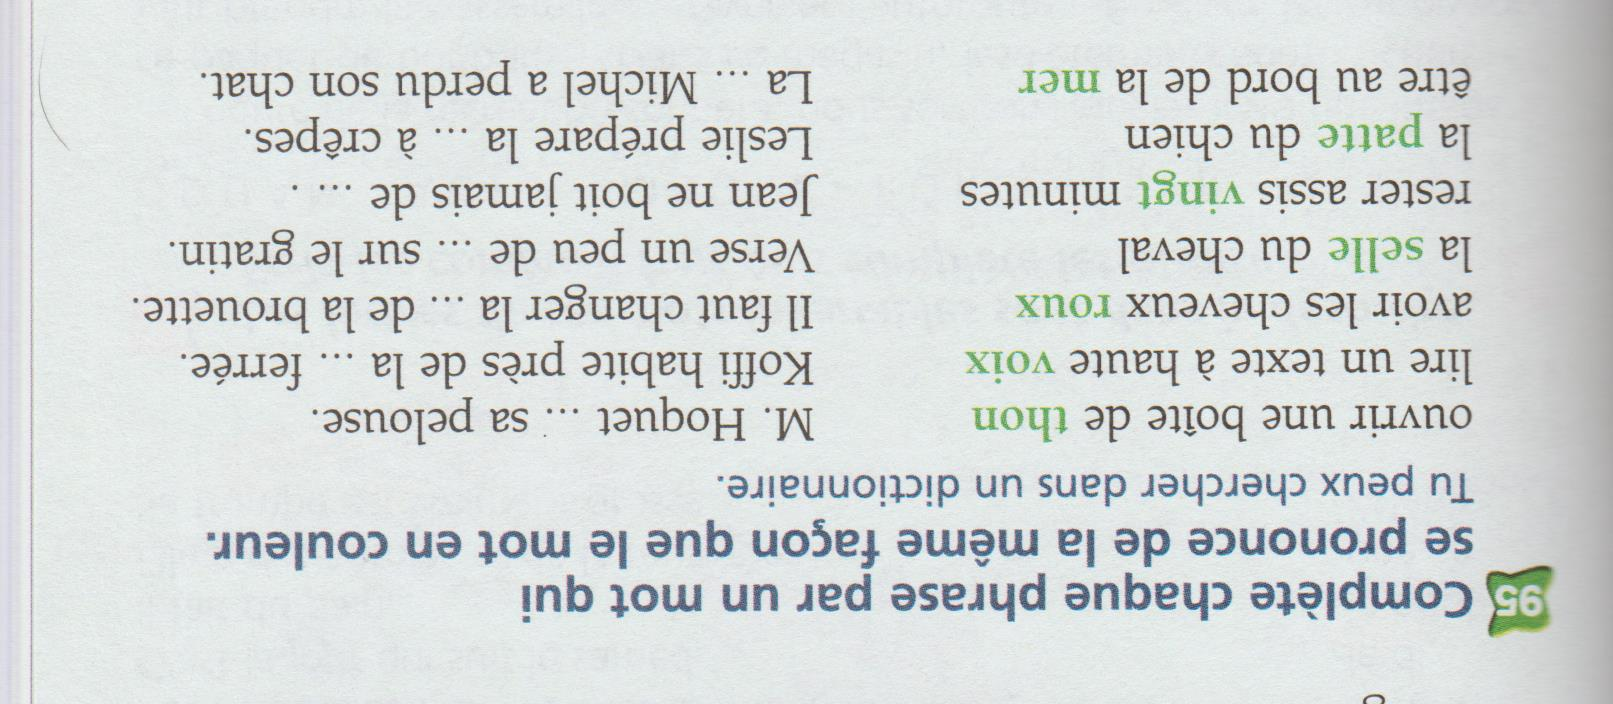 95 Complète chaque phrase par un mot qui
se prononce de la même façon que le mot en couleur.
Tu peux chercher dans un dictionnaire.
ouvrir une boîte de thon M. Hoquet ... sa pelouse.
lire un texte à haute voix Koffi habite près de la ... ferrée.
avoir les cheveux roux Il faut changer la ... de la brouette.
la selle du cheval Verse un peu de ... sur le gratin.
rester assis vingt minutes Jean ne boit jamais de ... .
la patte du chien Leslie prépare la ... à crêpes.
être au bord de la mer La ... Michel a perdu son chat.